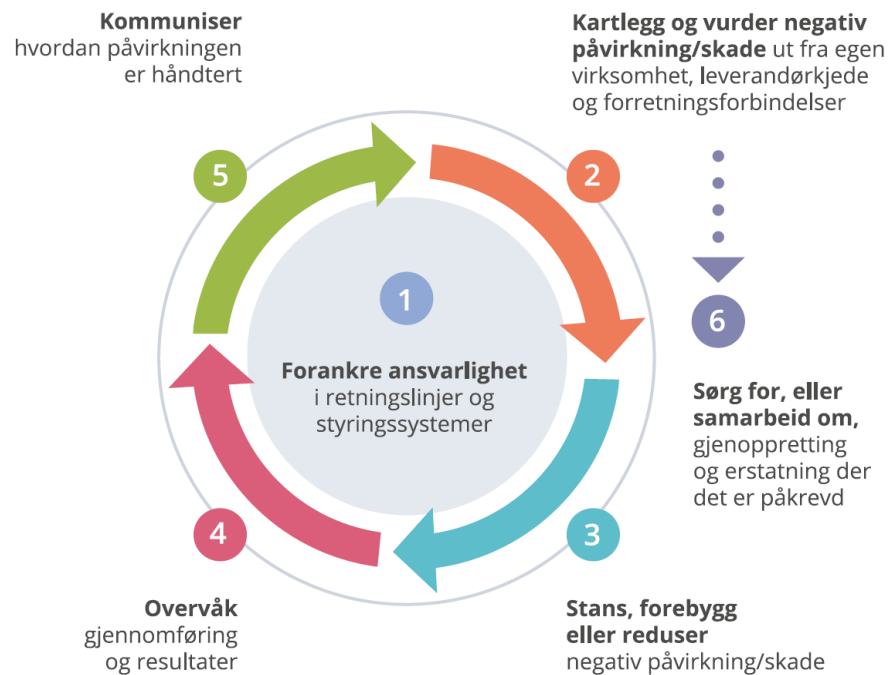 Kommuniser
hvordan påvirkningen
er håndtert
Kartlegg og vurder negativ
påvirkning/skade ut fra egen
virksomhet, leverandørkjede
og forretningsforbindelser
5
2
1
Forankre ansvarlighet
i retningslinjer og
styringssystemer
6
Sørg for, eller
samarbeid om,
gjenoppretting
og erstatning der
det er påkrevd
4
3
Overvåk
gjennomføring
og resultater
Stans, forebygg
eller reduser
negativ påvirkning/skade